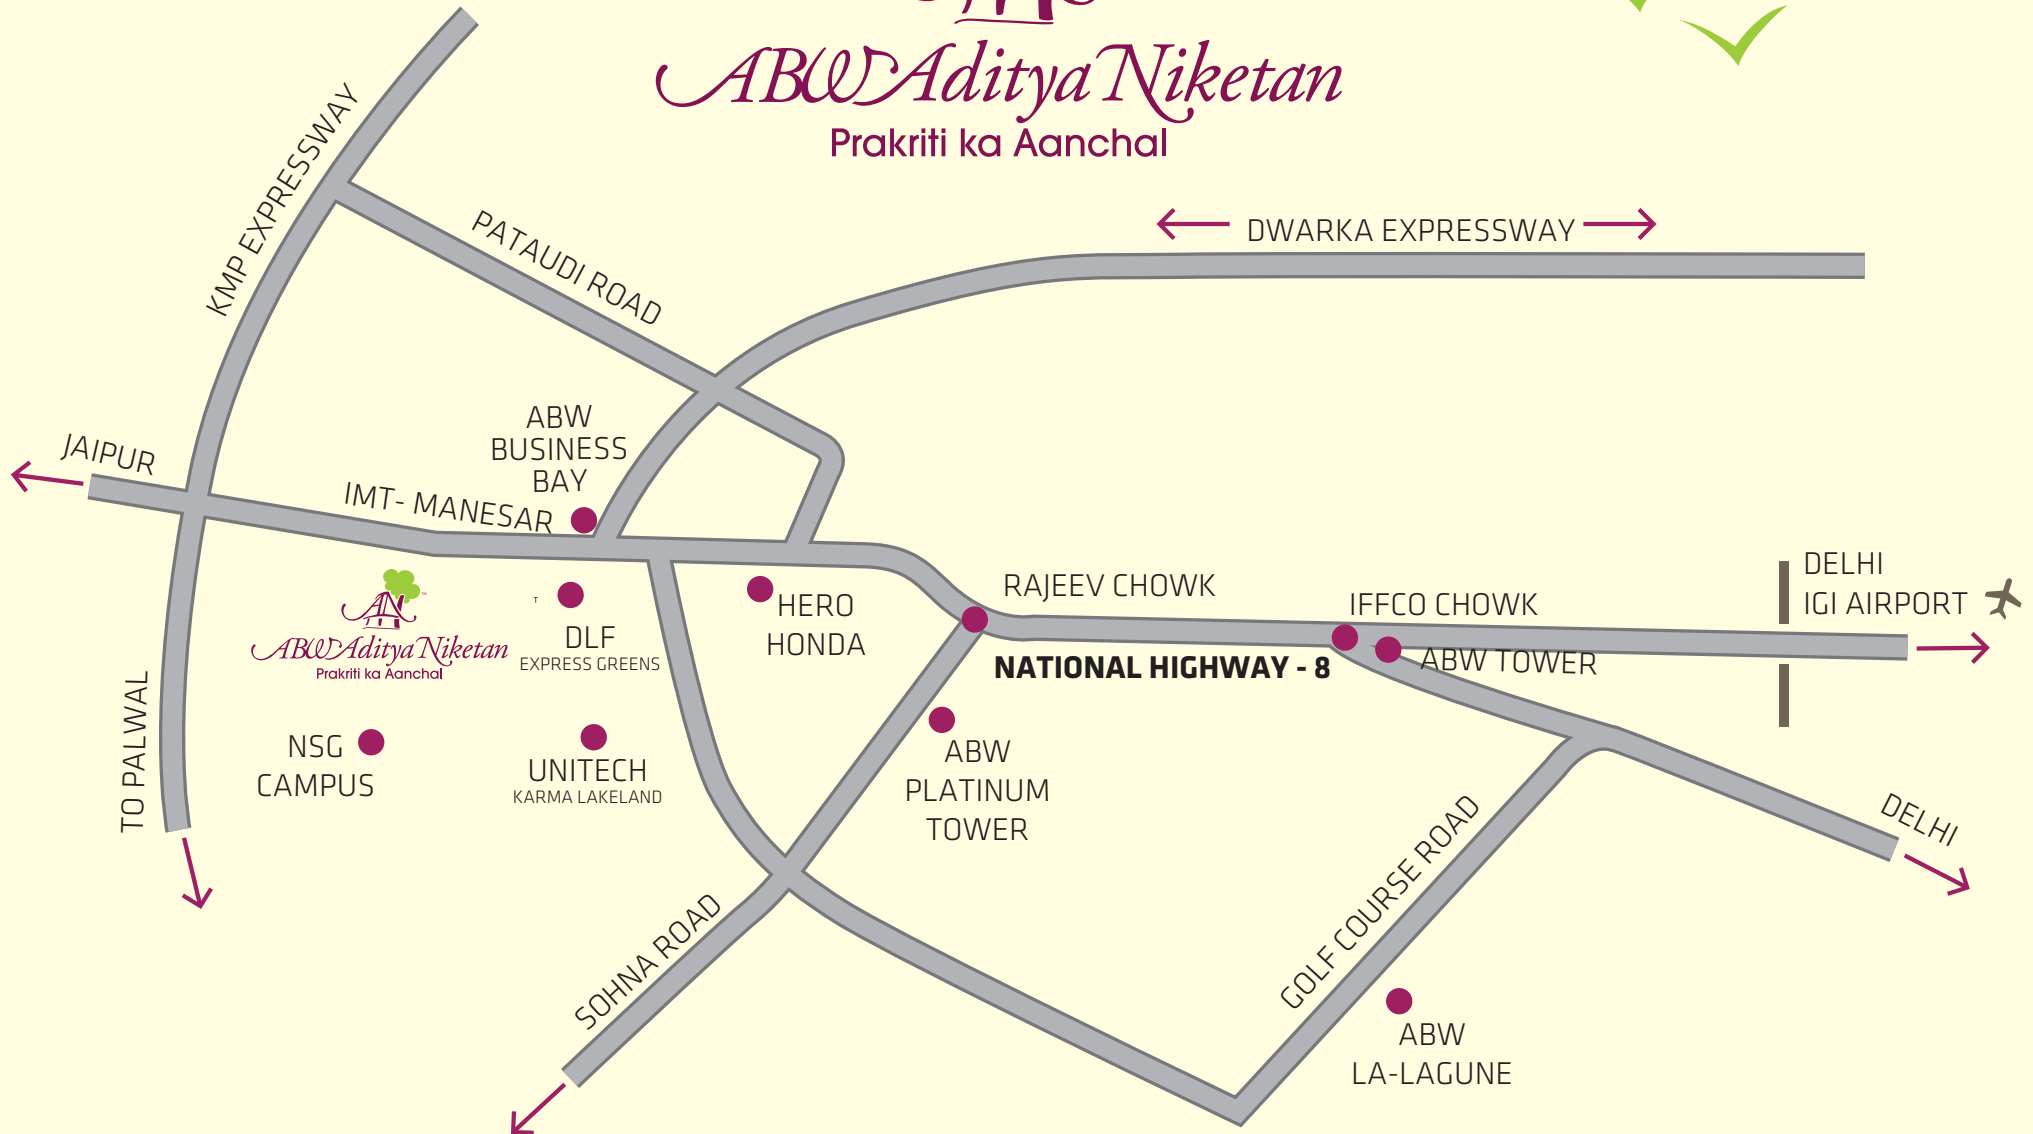 ABW Aditya Niketan
Prakriti ka Aanchal
KMP EXPRESSWAY
PATAUDI ROAD
DWARKA EXPRESSWAY
JAIPUR
IMT- MANESAR
ABW
BUSINESS
BAY
RAJEEV CHOWK
IFFCO CHOWK
DELHI
IGI AIRPORT
NATIONAL HIGHWAY - 8
ABW TOWER
HERO
HONDA
T
DLF
EXPRESS GREENS
AN
™
ABW Aditya Niketan
Prakriti ka Aanchal
TO PALWAL
NSG
CAMPUS
UNITECH
KARMA LAKELAND
ABW
PLATINUM
TOWER
DELHI
SOHNA ROAD
GOLF COURSE ROAD
ABW
LA-LAGUNE